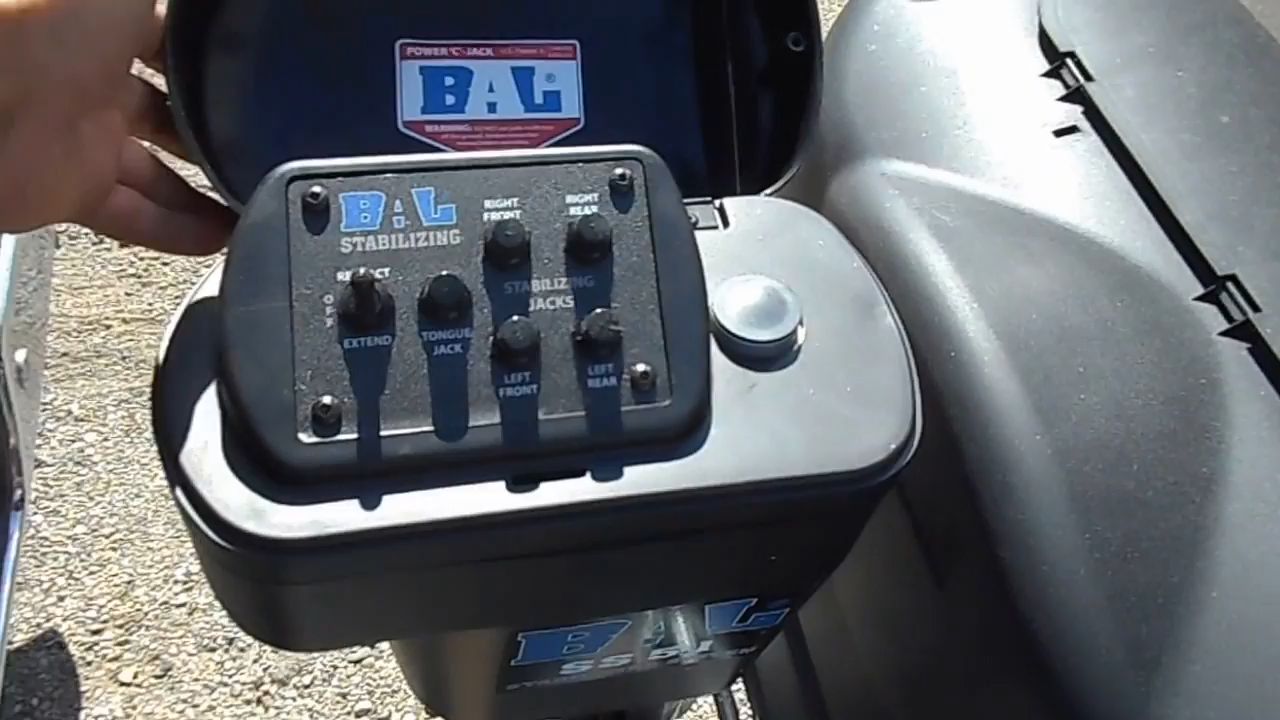 POWER "C" JACK
BAL®
WARNING:
BAL
STABILIZING
RIGHT
FRONT
RIGHT
REAR
OFF
EXTEND
TONGUE
JACK
STABILIZING
JACKS
LEFT
FRONT
LEFT
REAR
BAL